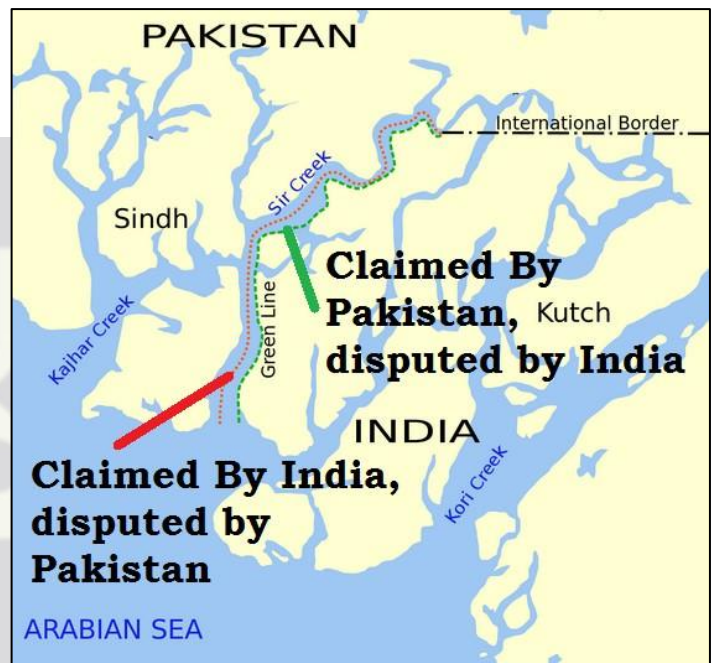 PAKISTAN
International Border
Sir Creek
Sindh
Claimed By
Pakistan,
disputed by India
Kutch
Green Line
Kajhar Creek
INDIA
Claimed By India,
disputed by
Pakistan
Kori Creek
ARABIAN SEA